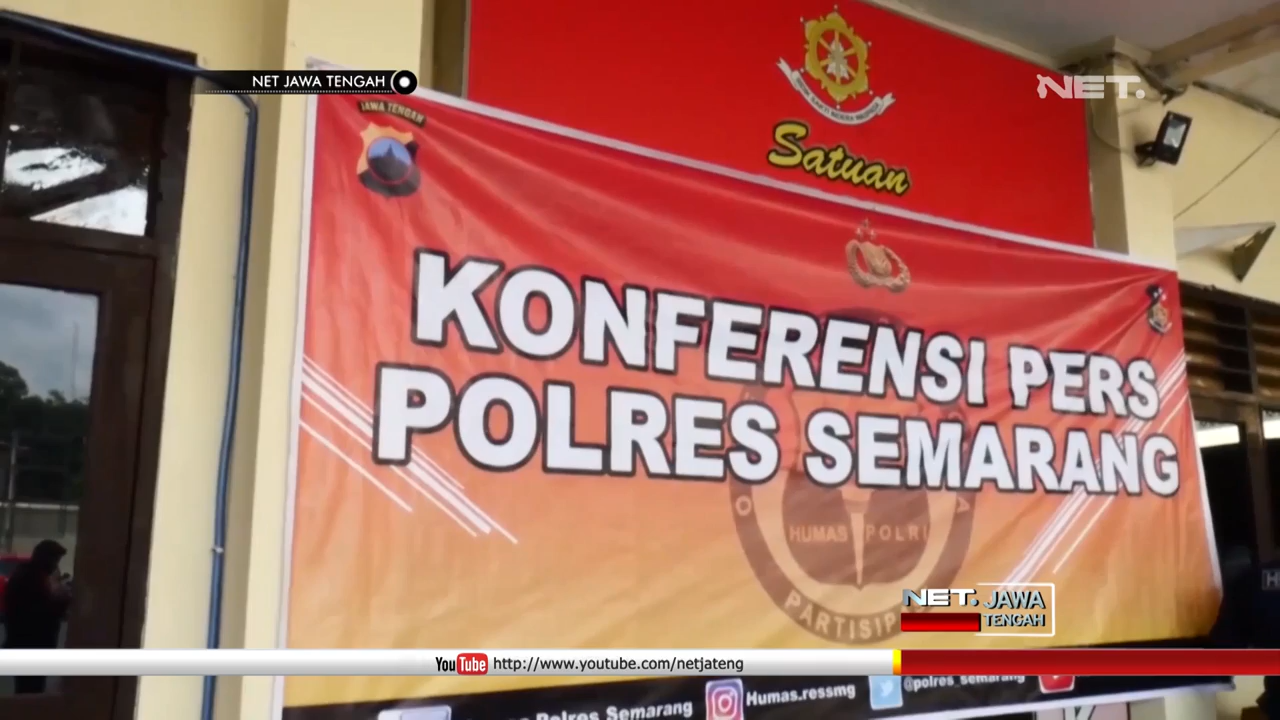 NET JAWA TENGAH
NET.
JAWA TENGAH
Satuan
KONFERENSI PERS
POLRES SEMARANG
HUMAS POLRI
PARTISIP
NET. JAWA
TENGAH
YouTube http://www.youtube.com/netjateng
Polres Semarang
Humas.ressmg
@polres_semarang